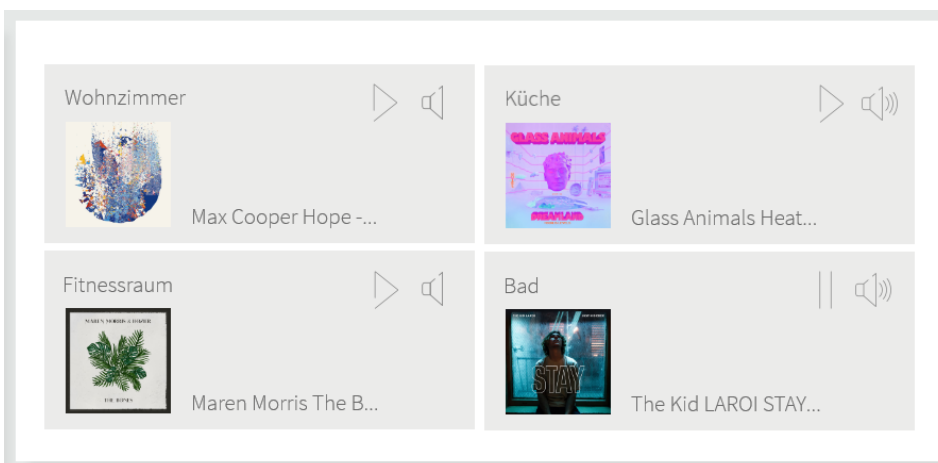 Wohnzimmer
Max Cooper Hope -...
Küche
GLASS ANIMALS
DREAMLAND
Glass Animals Heat...
Fitnessraum
MAREN MORRIS & HOZIER
THE BONES
Maren Morris The B...
Bad
STAY
The Kid LAROI STAY...